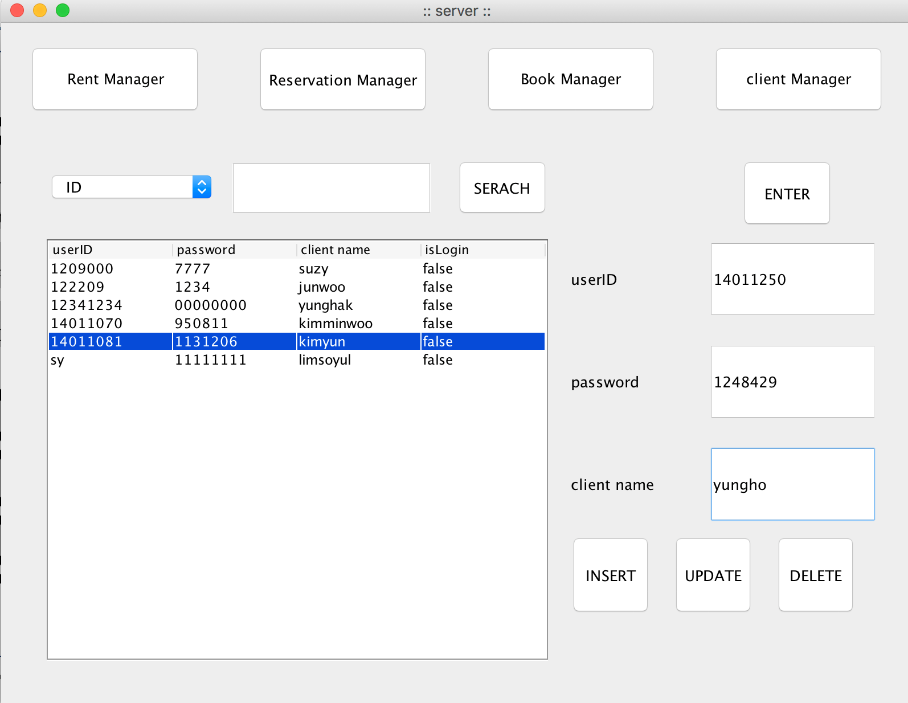 :: server ::
Rent Manager Reservation Manager Book Manager client Manager
ID SERACH ENTER
userID password client name isLogin
1209000 7777 suzy false
122209 1234 junwoo false
12341234 00000000 yunghak false
14011070 950811 kimminwoo false
14011081 1131206 kimyun false
sy 11111111 limsoyul false
userID 14011250
password 1248429
client name yungho
INSERT UPDATE DELETE